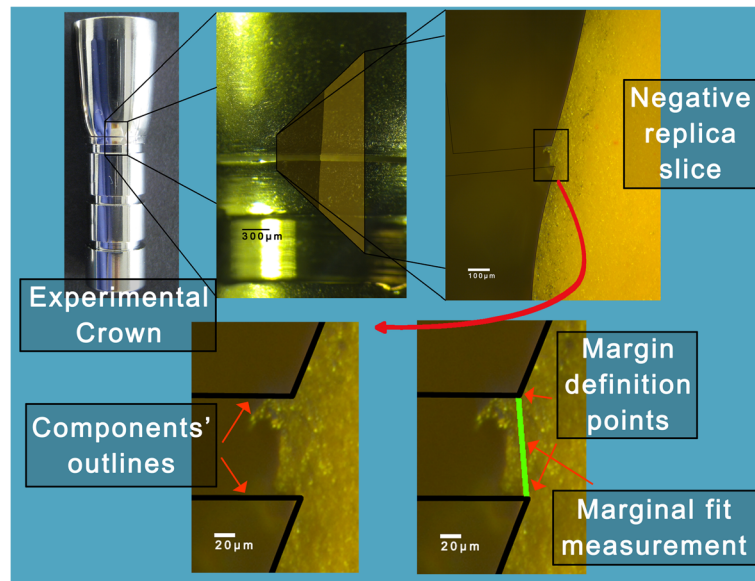 Negative
replica
slice
300µm
100µm
Experimental
Crown
Margin
definition
points
Components'
outlines
Marginal fit
measurement
20µm
20µm